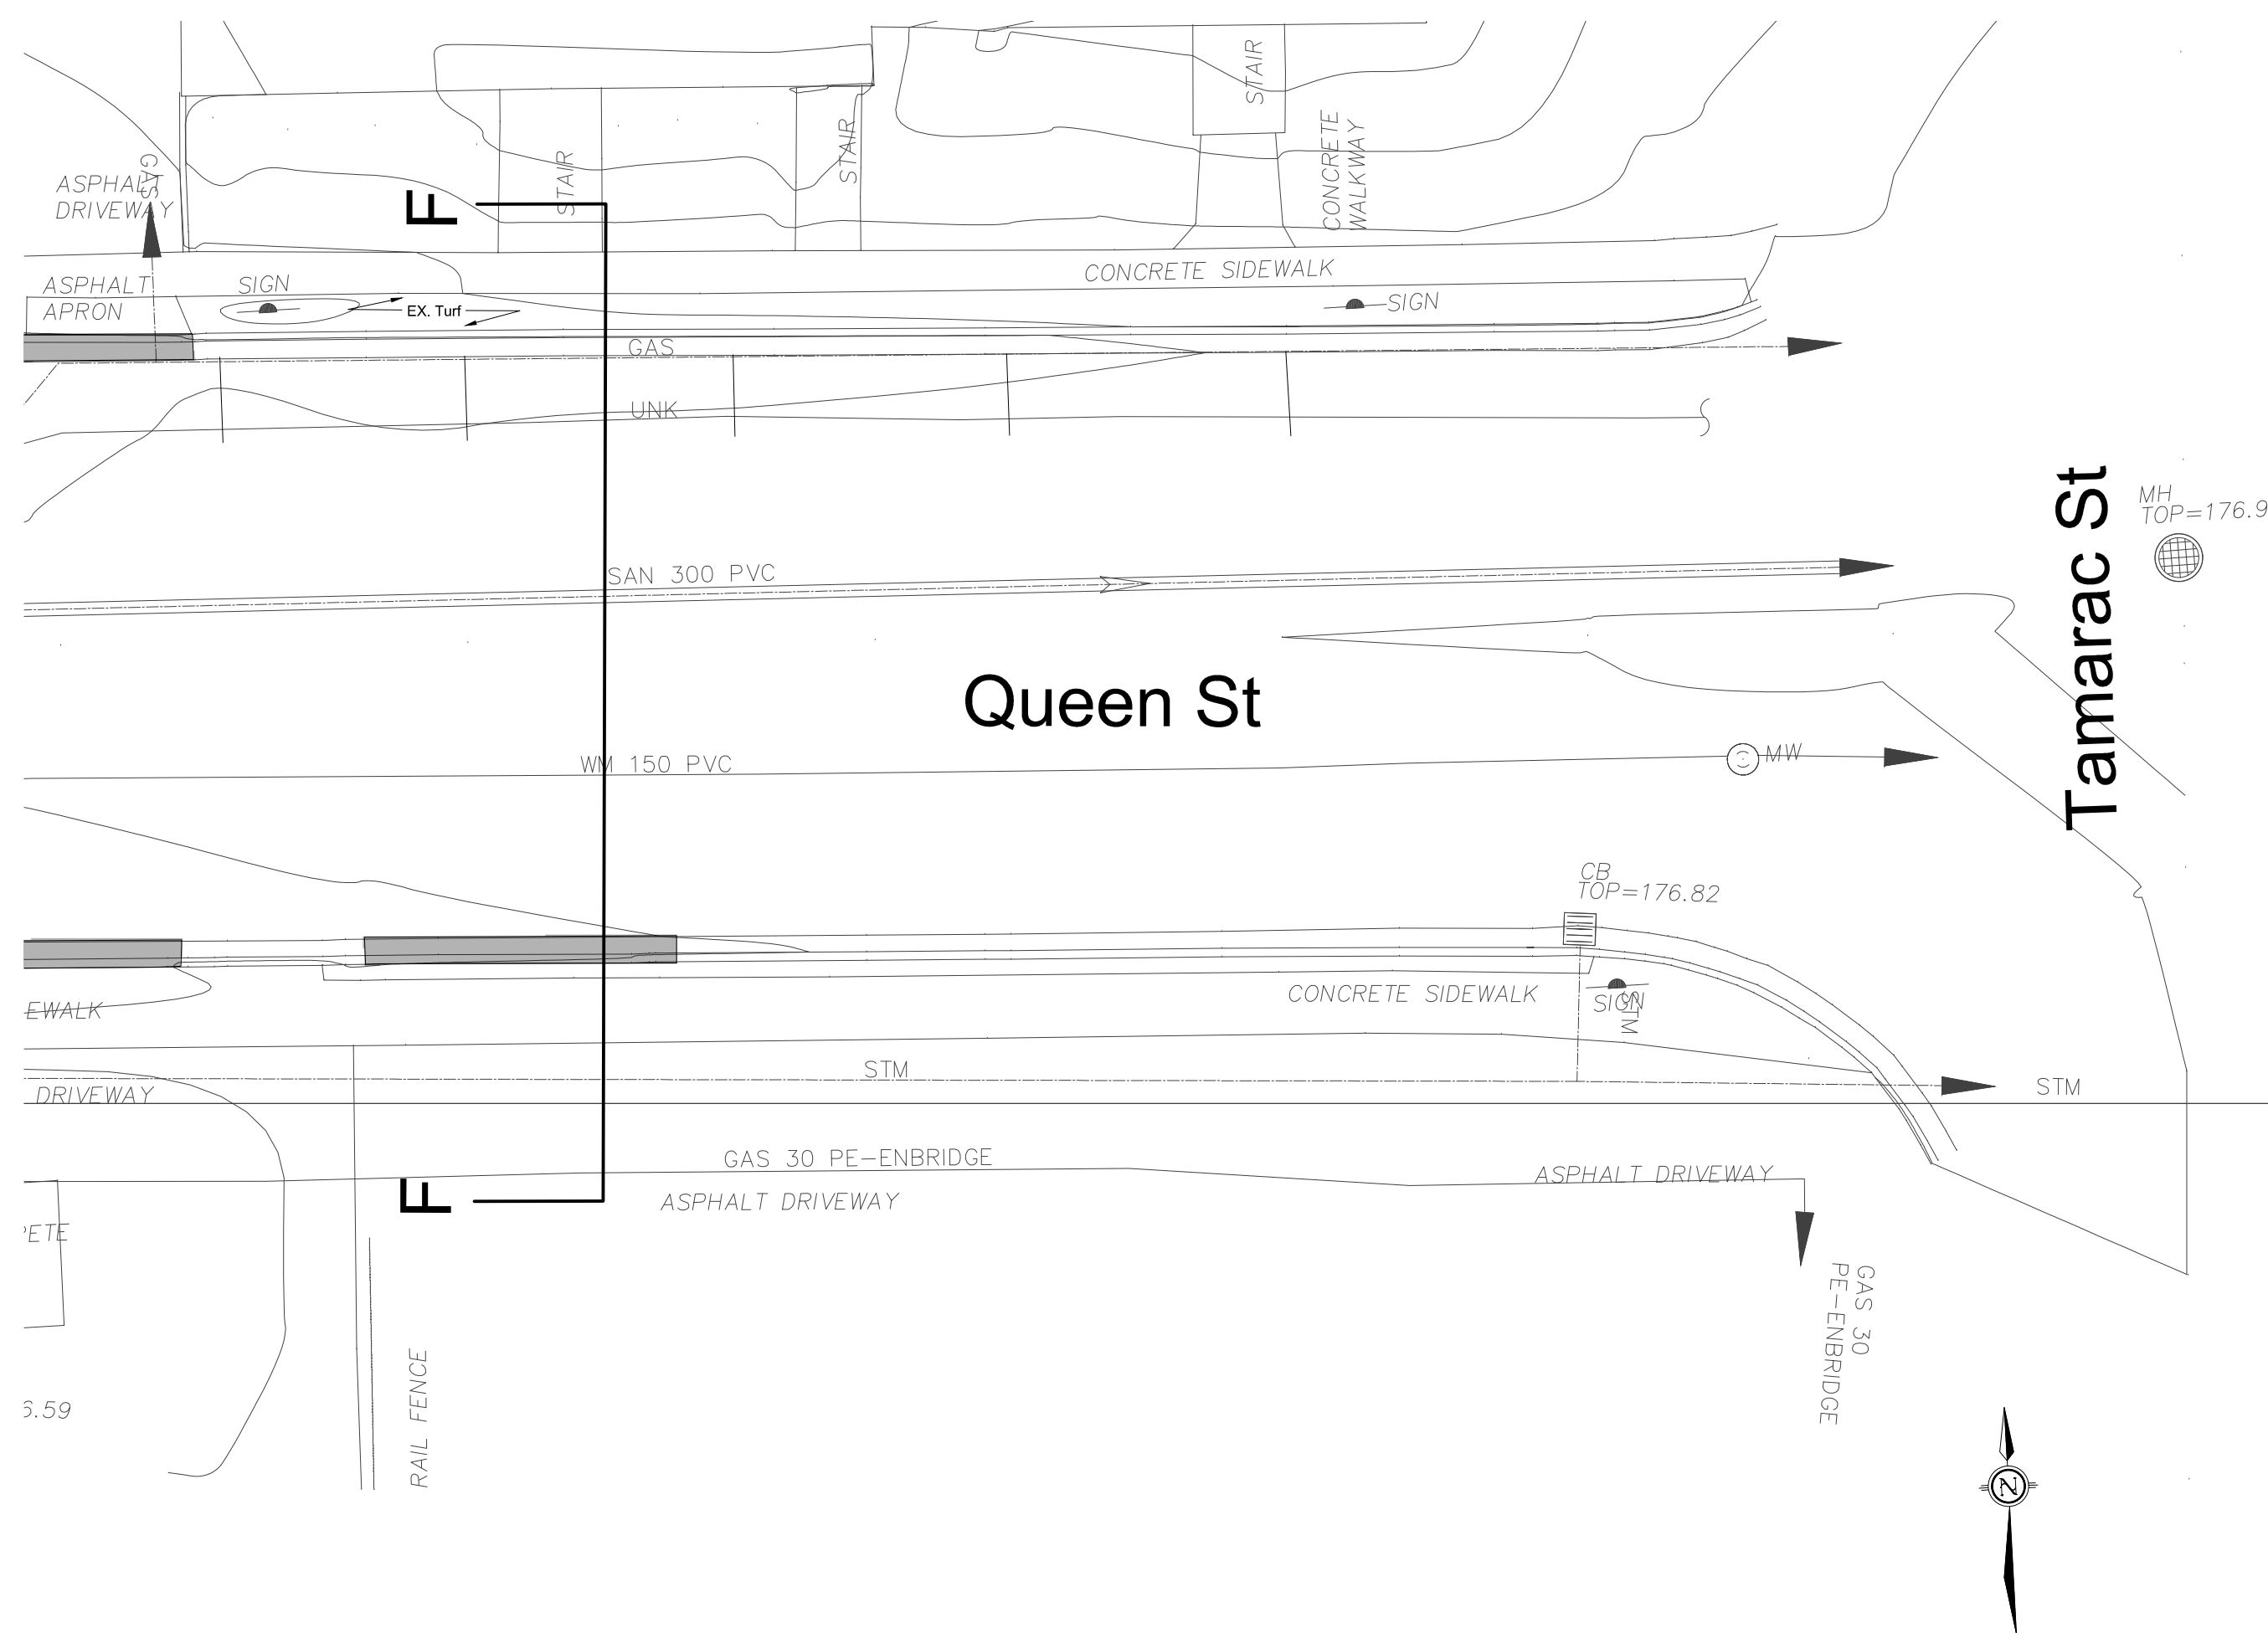 STAIR
STAIR
STAIR
CONCRETE
WALKWAY
GAS
ASPHALT
DRIVEWAY
F
ASPHALT
APRON
SIGN
EX. Turf
CONCRETE SIDEWALK
SIGN
GAS
UNK
Tamarac St
MH
TOP=176.9
SAN 300 PVC
Queen St
WM 150 PVC
MW
CB
TOP=176.82
EWALK
CONCRETE SIDEWALK
SIGN
STM
STM
STM
DRIVEWAY
GAS 30 PE-ENBRIDGE
ASPHALT DRIVEWAY
F
ASPHALT DRIVEWAY
ETE
GAS 30
PE-ENBRIDGE
RAIL FENCE
6.59
N